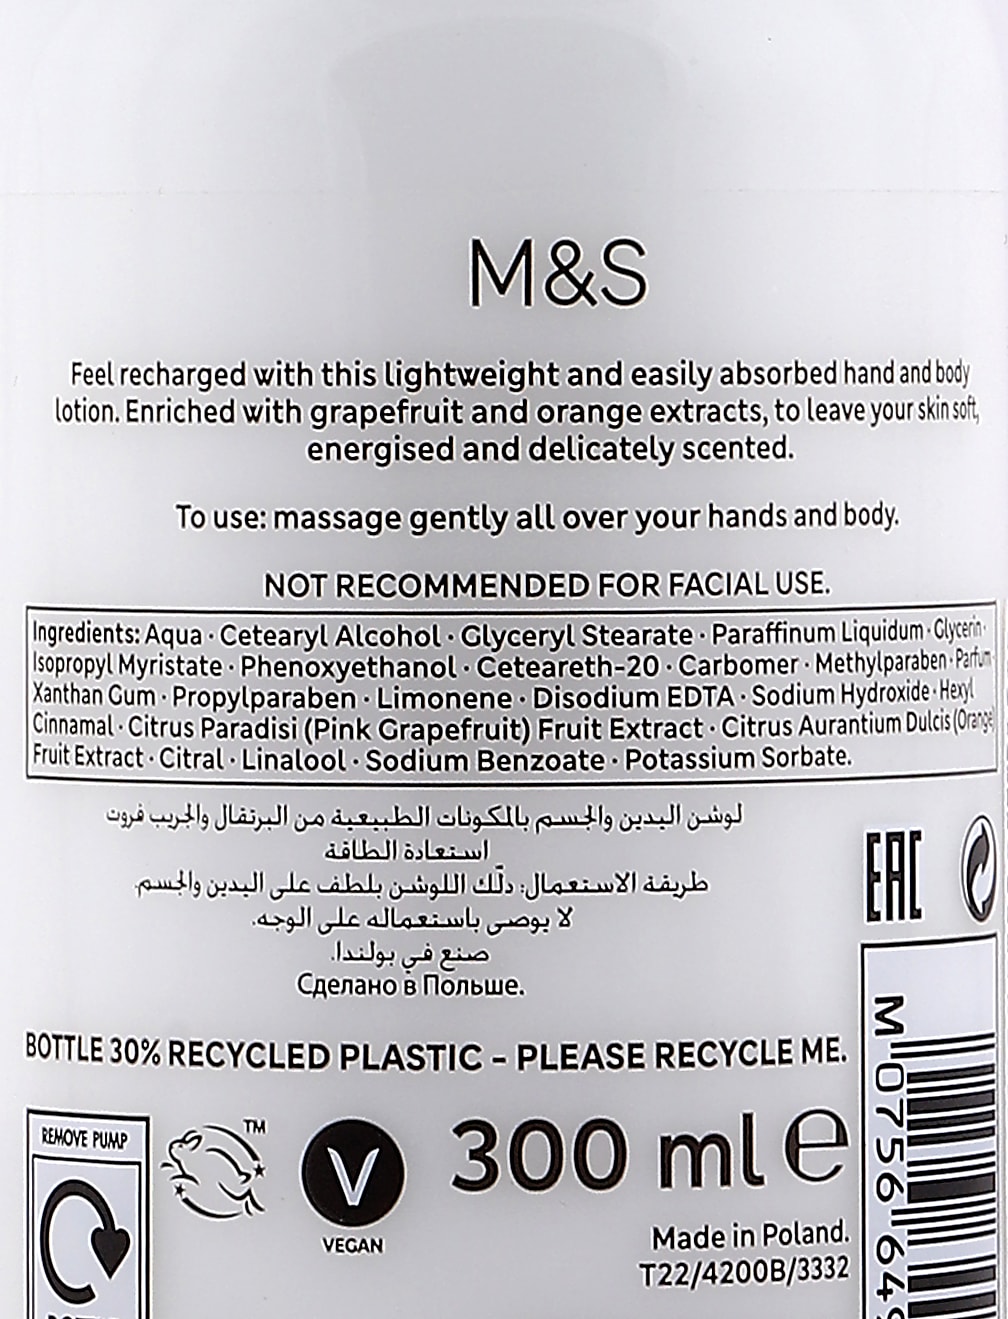 M&S
Feel recharged with this lightweight and easily absorbed hand and body
lotion. Enriched with grapefruit and orange extracts, to leave your skin soft,
energised and delicately scented.
To use: massage gently all over your hands and body.
NOT RECOMMENDED FOR FACIAL USE.
Ingredients: Aqua · Cetearyl Alcohol · Glyceryl Stearate · Paraffinum Liquidum · Glycerin ·
Isopropyl Myristate · Phenoxyethanol · Ceteareth-20 · Carbomer · Methylparaben · Parfum
Xanthan Gum · Propylparaben · Limonene · Disodium EDTA · Sodium Hydroxide · Hexyl
Cinnamal · Citrus Paradisi (Pink Grapefruit) Fruit Extract · Citrus Aurantium Dulcis (Orange)
Fruit Extract · Citral · Linalool · Sodium Benzoate · Potassium Sorbate.
لوشن اليدين والجسم بالمكونات الطبيعية من البرتقال والجريب فروت
استعادة الطاقة
طريقة الاستعمال: دلّك اللوشن بلطف على اليدين والجسم.
لا يوصى باستعماله على الوجه.
صنع في بولندا.
Сделано в Польше.
EAC
BOTTLE 30% RECYCLED PLASTIC – PLEASE RECYCLE ME.
REMOVE PUMP
TM
V
VEGAN
300 ml e
Made in Poland.
T22/4200B/3332
M 0756 64